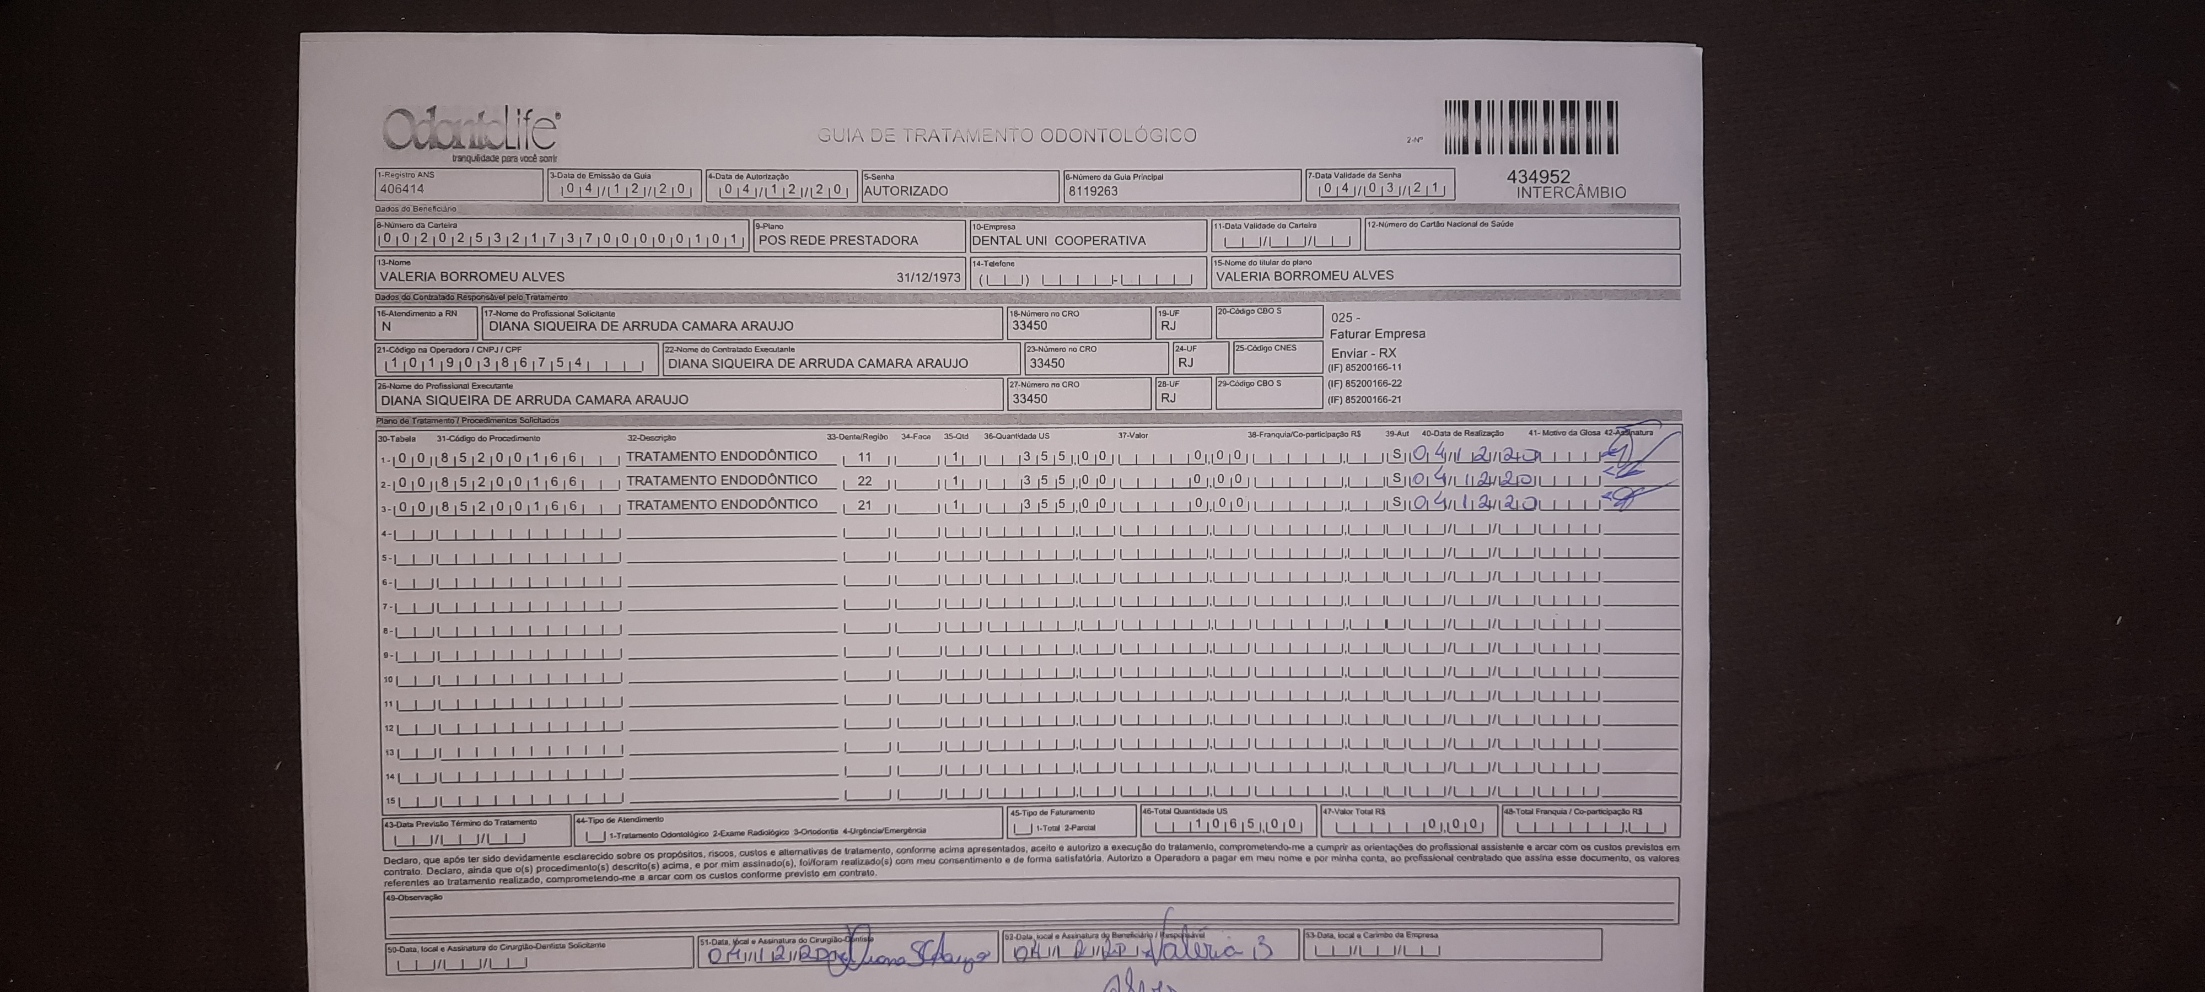 OdontoLife®
tranquilidade para você sorrir
GUIA DE TRATAMENTO ODONTOLÓGICO
2-Nº
434952
INTERCÂMBIO
1-Registro ANS 3-Data de Emissão da Guia 4-Data de Autorização 5-Senha 6-Número da Guia Principal 7-Data Validade da Senha
406414 04/12/20 04/12/20 AUTORIZADO 8119263 04/03/21
Dados do Beneficiário
8-Número da Carteira 9-Plano 10-Empresa 11-Data Validade da Carteira 12-Número do Cartão Nacional de Saúde
00202532173700000101 POS REDE PRESTADORA DENTAL UNI COOPERATIVA
13-Nome 14-Telefone 15-Nome do titular do plano
VALERIA BORROMEU ALVES 31/12/1973 VALERIA BORROMEU ALVES
Dados do Contratado Responsável pelo Tratamento
16-Atendimento a RN 17-Nome do Profissional Solicitante 18-Número no CRO 19-UF 20-Código CBO S
N DIANA SIQUEIRA DE ARRUDA CAMARA ARAUJO 33450 RJ
025 -
Faturar Empresa
21-Código na Operadora / CNPJ / CPF 22-Nome do Contratado Executante 23-Número no CRO 24-UF 25-Código CNES
10190386754 DIANA SIQUEIRA DE ARRUDA CAMARA ARAUJO 33450 RJ
Enviar - RX
(IF) 85200166-11
26-Nome do Profissional Executante 27-Número no CRO 28-UF 29-Código CBO S
DIANA SIQUEIRA DE ARRUDA CAMARA ARAUJO 33450 RJ
(IF) 85200166-22
(IF) 85200166-21
Plano de Tratamento / Procedimentos Solicitados
30-Tabela 31-Código do Procedimento 32-Descrição 33-Dente/Região 34-Face 35-Qtd 36-Quantidade US 37-Valor 38-Franquia/Co-participação R$ 39-Aut 40-Data de Realização 41- Motivo da Glosa 42-Assinatura
1- 00 85200166 TRATAMENTO ENDODÔNTICO 11 1 355,00 0,00 S 04/12/20
2- 00 85200166 TRATAMENTO ENDODÔNTICO 22 1 355,00 0,00 S 04/12/20
3- 00 85200166 TRATAMENTO ENDODÔNTICO 21 1 355,00 0,00 S 04/12/20
4-
5-
6-
7-
8-
9-
10
11
12
13
14
15
43-Data Previsão Término do Tratamento 44-Tipo de Atendimento 45-Tipo de Faturamento 46-Total Quantidade US 47-Valor Total R$ 48-Total Franquia / Co-participação R$
1-Tratamento Odontológico 2-Exame Radiológico 3-Ortodontia 4-Urgência/Emergência 1-Total 2-Parcial 1065,00 0,00
Declaro, que após ter sido devidamente esclarecido sobre os propósitos, riscos, custos e alternativas de tratamento, conforme acima apresentados, aceito e autorizo a execução do tratamento, comprometendo-me a cumprir as orientações do profissional assistente e arcar com os custos previstos em
contrato. Declaro, ainda que o(s) procedimento(s) descrito(s) acima, e por mim assinado(s), foi/foram realizado(s) com meu consentimento e de forma satisfatória. Autorizo a Operadora a pagar em meu nome e por minha conta, ao profissional contratado que assina esse documento, os valores
referentes ao tratamento realizado, comprometendo-me a arcar com os custos conforme previsto em contrato.
49-Observação
50-Data, local e Assinatura do Cirurgião-Dentista Solicitante 51-Data, local e Assinatura do Cirurgião-Dentista 52-Data, local e Assinatura do Beneficiário / Responsável 53-Data, local e Carimbo da Empresa
04/12/20 Diana S Araujo 04/12/20 Valéria B
Alves